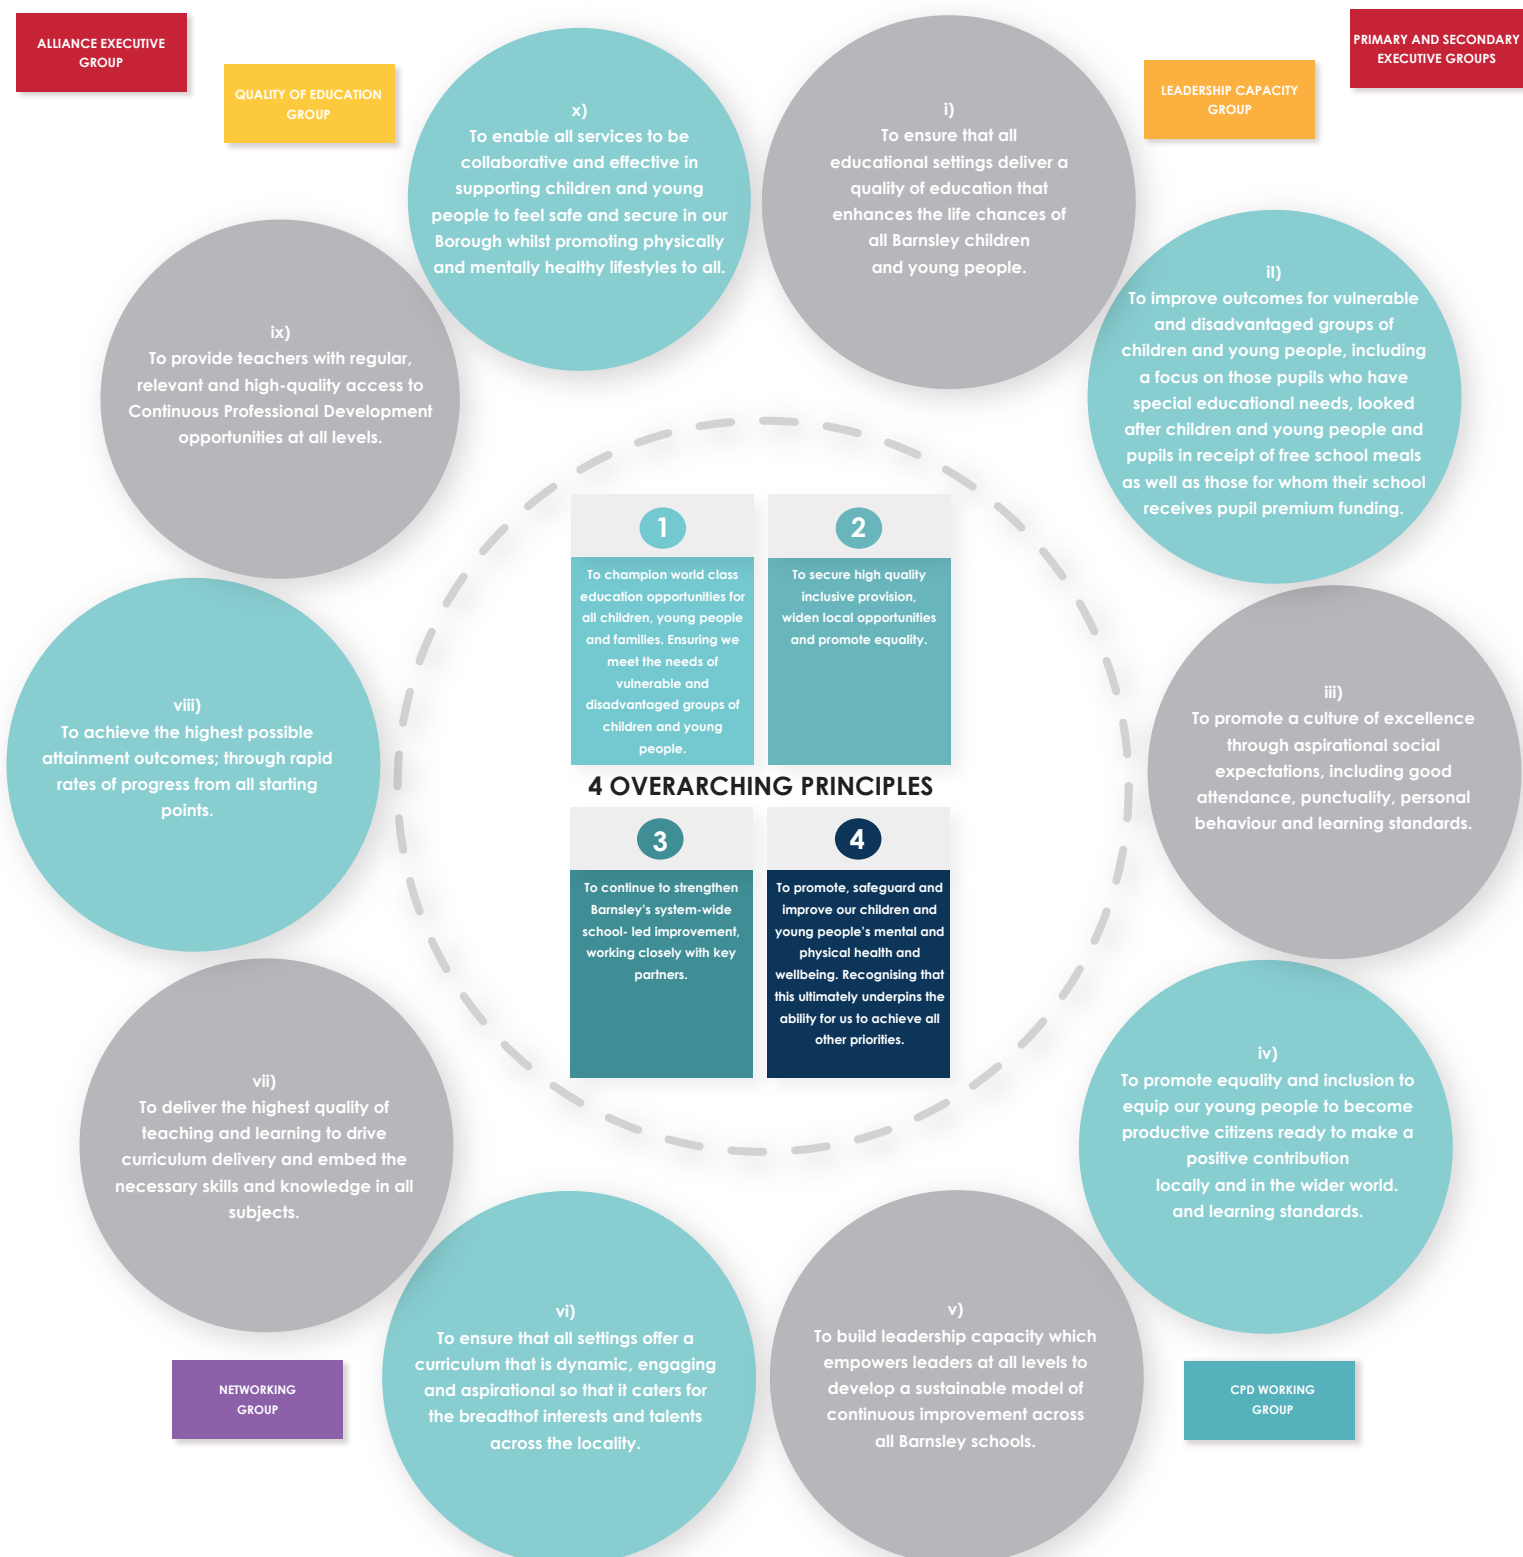 ALLIANCE EXECUTIVE
GROUP
QUALITY OF EDUCATION
GROUP
LEADERSHIP CAPACITY
GROUP
PRIMARY AND SECONDARY
EXECUTIVE GROUPS
i)
To ensure that all
educational settings deliver a
quality of education that
enhances the life chances of
all Barnsley children
and young people.
il)
To improve outcomes for vulnerable
and disadvantaged groups of
children and young people, including
a focus on those pupils who have
special educational needs, looked
after children and young people and
pupils in receipt of free school meals
as well as those for whom their school
receives pupil premium funding.
iii)
To promote a culture of excellence
through aspirational social
expectations, including good
attendance, punctuality, personal
behaviour and learning standards.
iv)
To promote equality and inclusion to
equip our young people to become
productive citizens ready to make a
positive contribution
locally and in the wider world.
and learning standards.
v)
To build leadership capacity which
empowers leaders at all levels to
develop a sustainable model of
continuous improvement across
all Barnsley schools.
vi)
To ensure that all settings offer a
curriculum that is dynamic, engaging
and aspirational so that it caters for
the breadthof interests and talents
across the locality.
vii)
To deliver the highest quality of
teaching and learning to drive
curriculum delivery and embed the
necessary skills and knowledge in all
subjects.
viii)
To achieve the highest possible
attainment outcomes; through rapid
rates of progress from all starting
points.
ix)
To provide teachers with regular,
relevant and high-quality access to
Continuous Professional Development
opportunities at all levels.
x)
To enable all services to be
collaborative and effective in
supporting children and young
people to feel safe and secure in our
Borough whilst promoting physically
and mentally healthy lifestyles to all.
1
To champion world class
education opportunities for
all children, young people
and families. Ensuring we
meet the needs of
vulnerable and
disadvantaged groups of
children and young
people.
2
To secure high quality
inclusive provision,
widen local opportunities
and promote equality.
4 OVERARCHING PRINCIPLES
3
To continue to strengthen
Barnsley's system-wide
school- led improvement,
working closely with key
partners.
4
To promote, safeguard and
improve our children and
young people's mental and
physical health and
wellbeing. Recognising that
this ultimately underpins the
ability for us to achieve all
other priorities.
NETWORKING
GROUP
CPD WORKING
GROUP